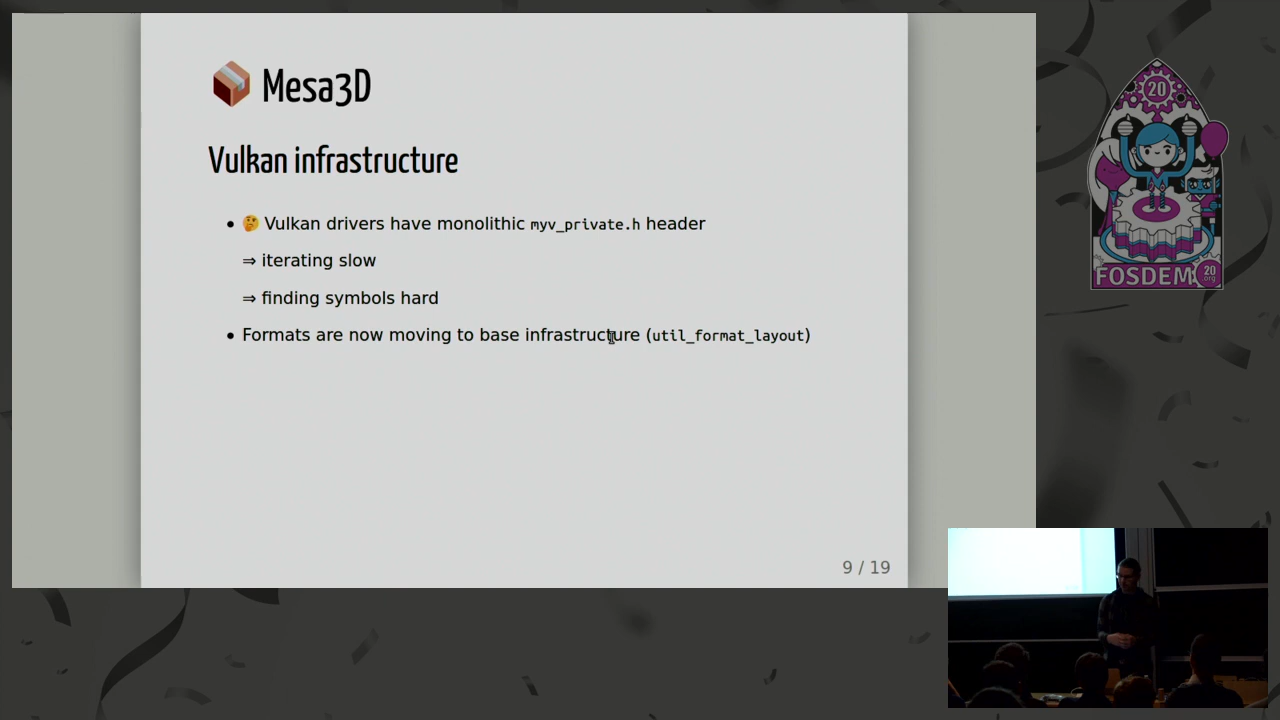 📦 Mesa3D
Vulkan infrastructure
• 🤔 Vulkan drivers have monolithic myv_private.h header
⇒ iterating slow
⇒ finding symbols hard
• Formats are now moving to base infrastructure (util_format_layout)
9 / 19
20
FOSDEM
20
.org